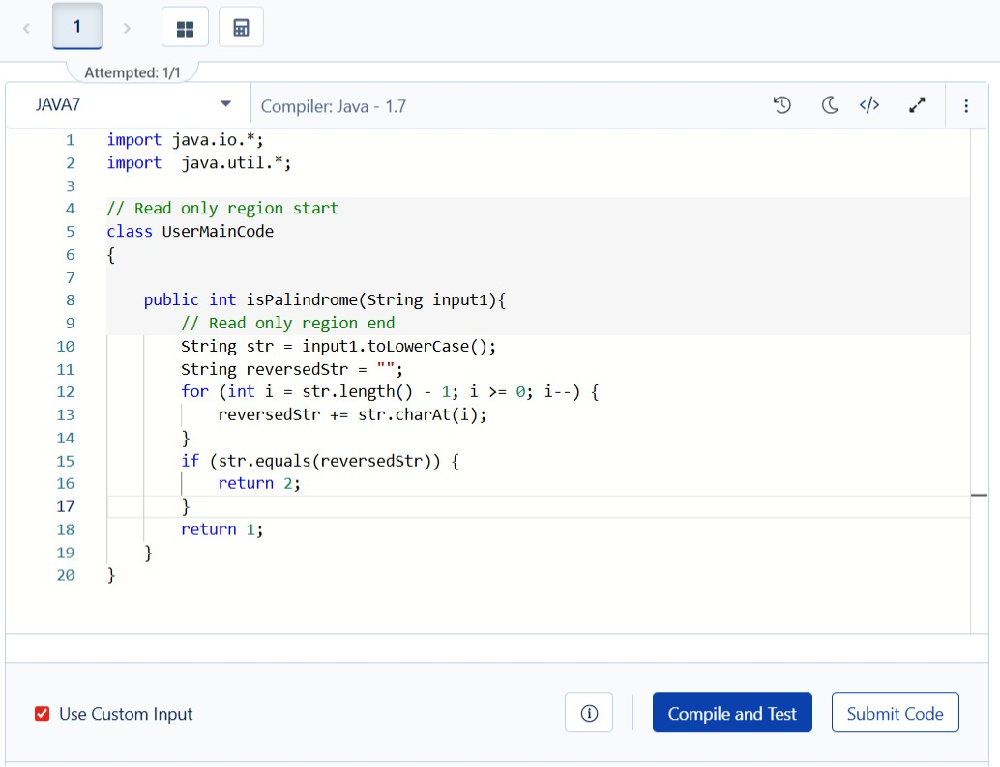 1
Attempted: 1/1
JAVA7
Compiler: Java - 1.7
</>
1 import java.io.*;
2 import  java.util.*;
3
4 // Read only region start
5 class UserMainCode
6 {
7
8     public int isPalindrome(String input1){
9         // Read only region end
10         String str = input1.toLowerCase();
11         String reversedStr = "";
12         for (int i = str.length() - 1; i >= 0; i--) {
13             reversedStr += str.charAt(i);
14         }
15         if (str.equals(reversedStr)) {
16             return 2;
17         }
18         return 1;
19     }
20 }
Use Custom Input
Compile and Test
Submit Code